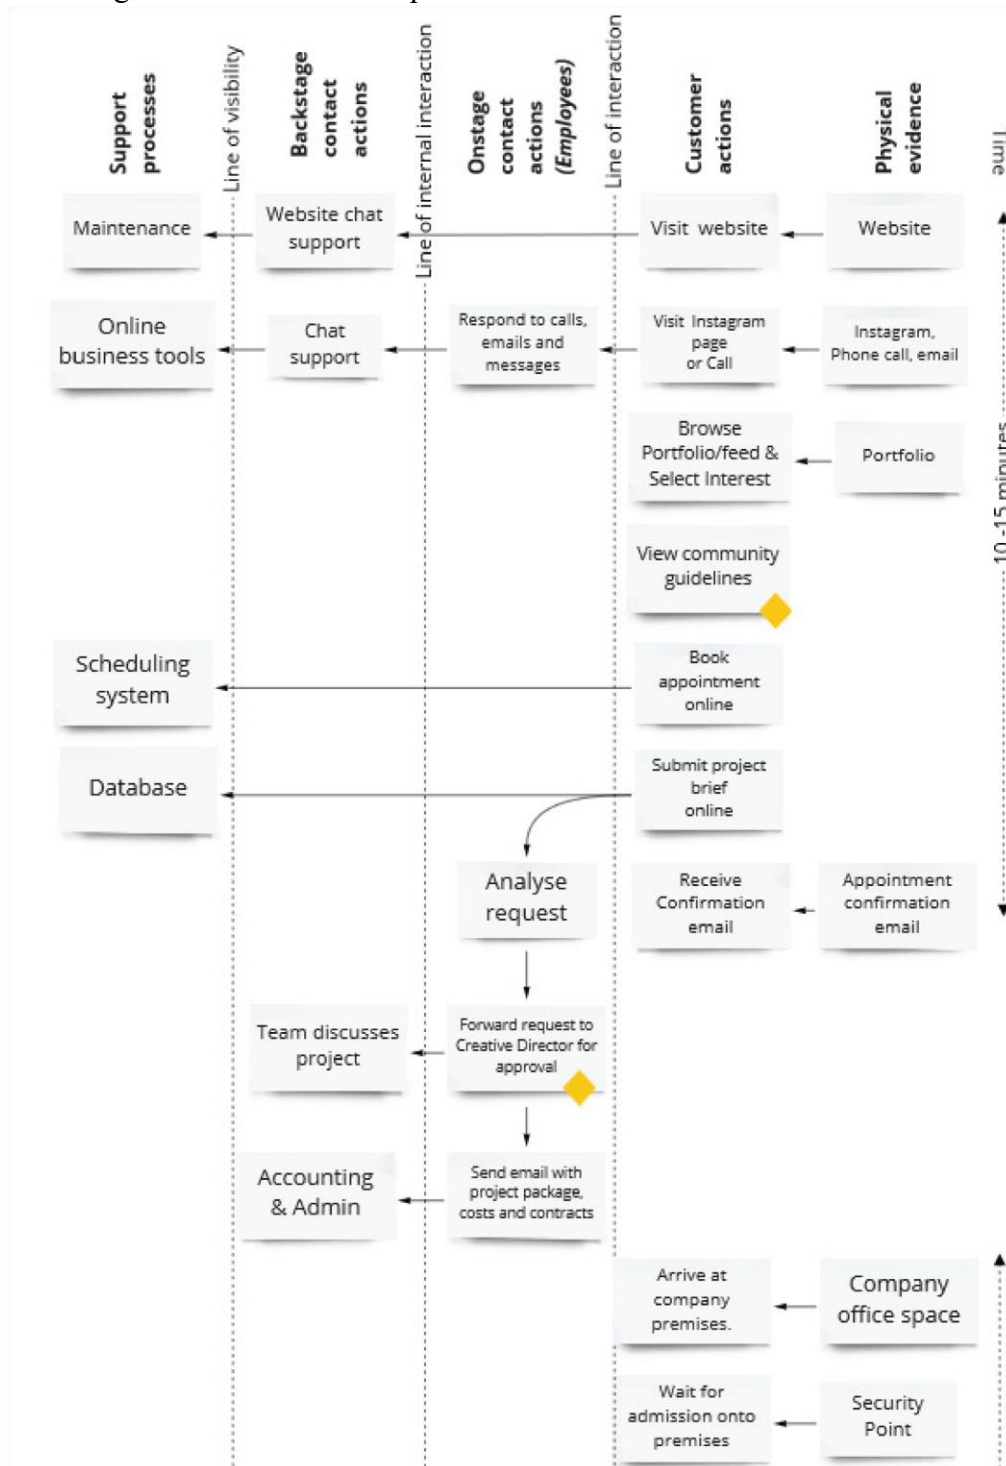 Support
processes
Line of visibility
Backstage
contact
actions
Line of internal interaction
Onstage
contact
actions
(Employees)
Line of interaction
Customer
actions
Physical
evidence
Time
Maintenance
Website chat
support
Visit website
Website
Online
business tools
Chat
support
Respond to calls,
emails and
messages
Visit Instagram
page
or Call
Instagram,
Phone call, email
Browse
Portfolio/feed &
Select Interest
Portfolio
10 -15 minutes
View community
guidelines
Scheduling
system
Book
appointment
online
Database
Submit project
brief
online
Analyse
request
Receive
Confirmation
email
Appointment
confirmation
email
Team discusses
project
Forward request to
Creative Director for
approval
Accounting
& Admin
Send email with
project package,
costs and contracts
Arrive at
company
premises.
Company
office space
Wait for
admission onto
premises
Security
Point